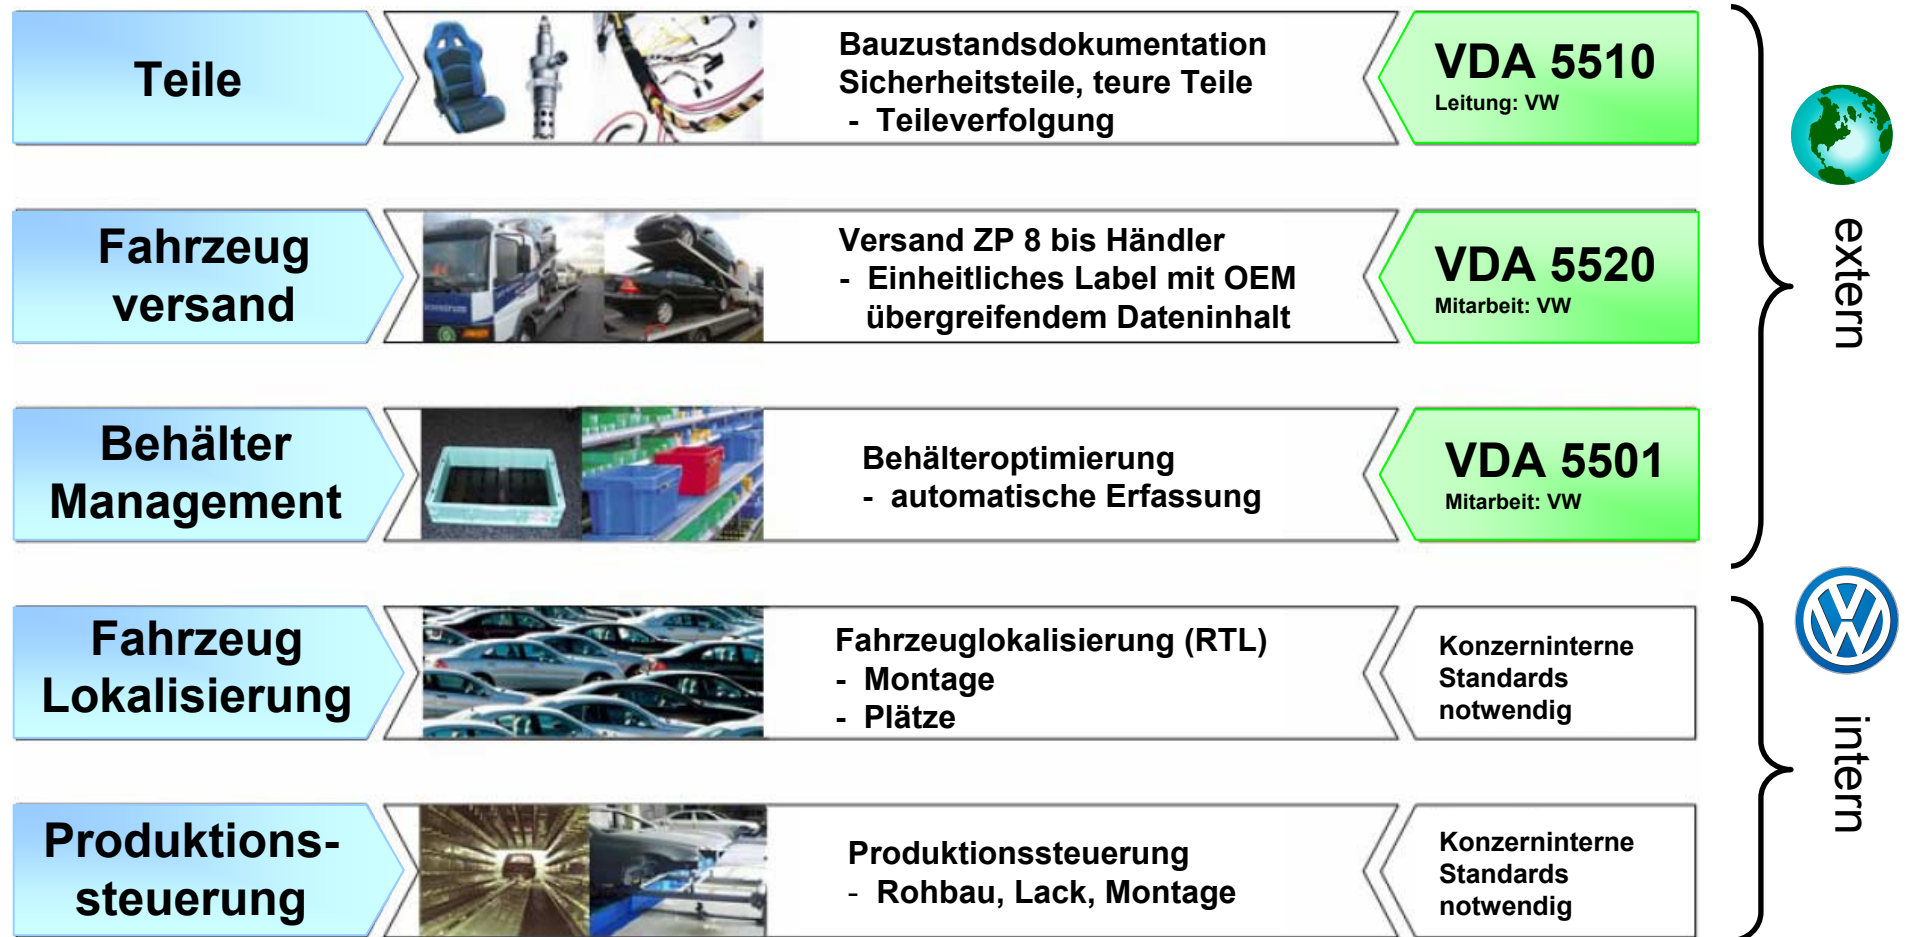 Teile
Bauzustandsdokumentation
Sicherheitsteile, teure Teile
- Teileverfolgung
VDA 5510
Leitung: VW
Fahrzeug
versand
Versand ZP 8 bis Händler
- Einheitliches Label mit OEM
übergreifendem Dateninhalt
VDA 5520
Mitarbeit: VW
Behälter
Management
Behälteroptimierung
- automatische Erfassung
VDA 5501
Mitarbeit: VW
extern
Fahrzeug
Lokalisierung
Fahrzeuglokalisierung (RTL)
- Montage
- Plätze
Konzerninterne
Standards
notwendig
Produktions-
steuerung
Produktionssteuerung
- Rohbau, Lack, Montage
Konzerninterne
Standards
notwendig
VW
intern